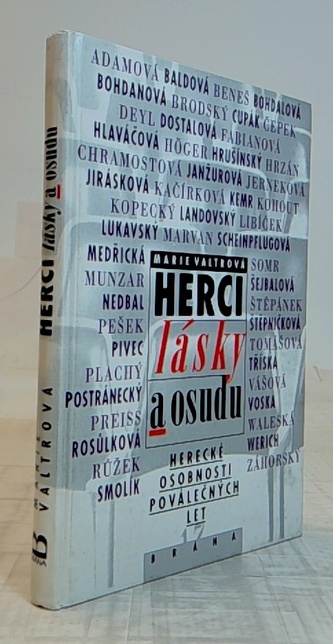 ADAMOVÁ BALDOVÁ BENEŠ BOHDALOVÁ
BOHDANOVÁ BRODSKÝ CUPÁK ČEPEK
DEYL DOSTALOVÁ FABIANOVÁ
HLAVÁČOVÁ HÖGER HRUŠÍNSKÝ HRZÁN
CHRAMOSTOVÁ JANŽUROVÁ JERNEKOVÁ
JIRÁSKOVÁ KAČÍRKOVÁ KEMR KOHOUT
KOPECKÝ LANDOVSKÝ LIBÍČEK
LUKAVSKÝ MARVAN SCHEINPFLUGOVÁ
MEDŘICKÁ
MUNZAR
NEDBAL
PEŠEK
PIVEC
PLACHÝ
POSTRÁNECKÝ
PREISS
ROSŮLKOVÁ
RŮŽEK
SMOLÍK
MARIE VALTROVÁ
HERCI
lásky
a osudu
SOMR
ŠEJBALOVÁ
ŠTĚPÁNEK
ŠTĚPNIČKOVÁ
TOMÁŠOVÁ
TŘÍSKA
VÁŠOVÁ
VOSKA
WALESKA
WERICH
ZÁHORSKÝ
HERECKÉ
OSOBNOSTI
POVÁLEČNÝCH
LET
BRÁNA
MARIE
VALTROVÁ
HERCI lásky a osudu
B